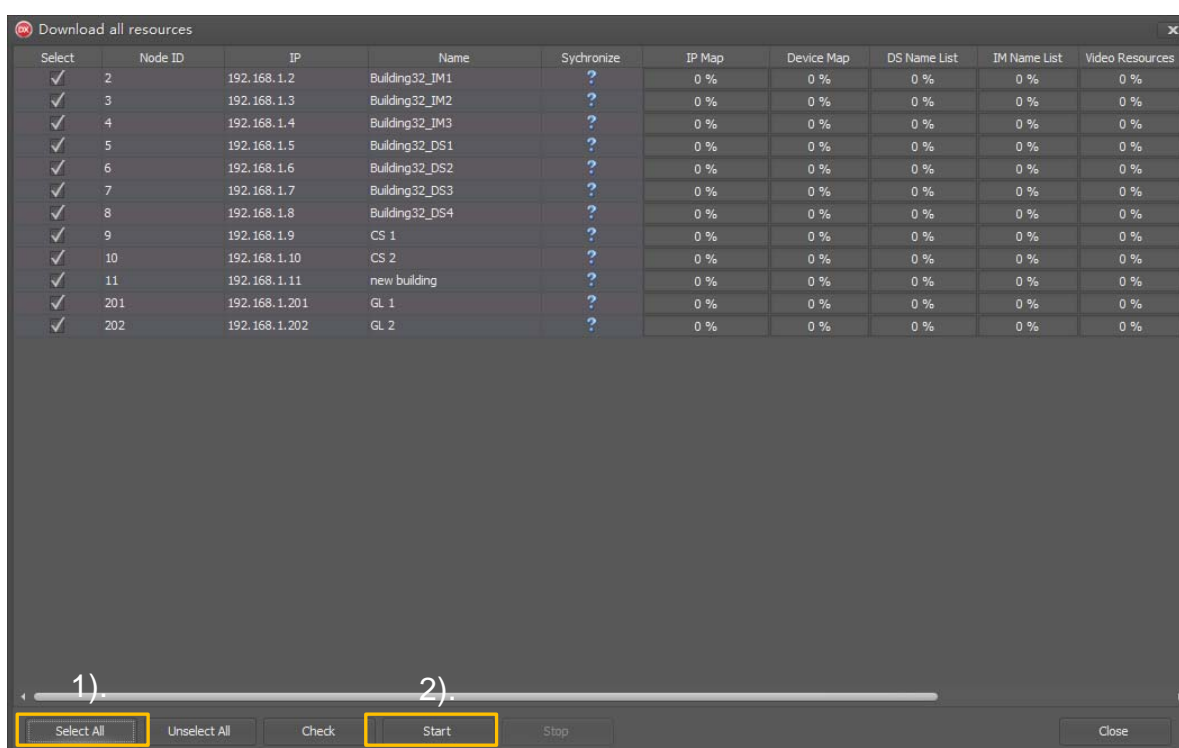 DX Download all resources x
Select Node ID IP Name Sychronize IP Map Device Map DS Name List IM Name List Video Resources
2 192.168.1.2 Building32_IM1 ? 0 % 0 % 0 % 0 % 0 %
3 192.168.1.3 Building32_IM2 ? 0 % 0 % 0 % 0 % 0 %
4 192.168.1.4 Building32_IM3 ? 0 % 0 % 0 % 0 % 0 %
5 192.168.1.5 Building32_DS1 ? 0 % 0 % 0 % 0 % 0 %
6 192.168.1.6 Building32_DS2 ? 0 % 0 % 0 % 0 % 0 %
7 192.168.1.7 Building32_DS3 ? 0 % 0 % 0 % 0 % 0 %
8 192.168.1.8 Building32_DS4 ? 0 % 0 % 0 % 0 % 0 %
9 192.168.1.9 CS 1 ? 0 % 0 % 0 % 0 % 0 %
10 192.168.1.10 CS 2 ? 0 % 0 % 0 % 0 % 0 %
11 192.168.1.11 new building ? 0 % 0 % 0 % 0 % 0 %
201 192.168.1.201 GL 1 ? 0 % 0 % 0 % 0 % 0 %
202 192.168.1.202 GL 2 ? 0 % 0 % 0 % 0 % 0 %
1). 2).
Select All Unselect All Check Start Stop Close